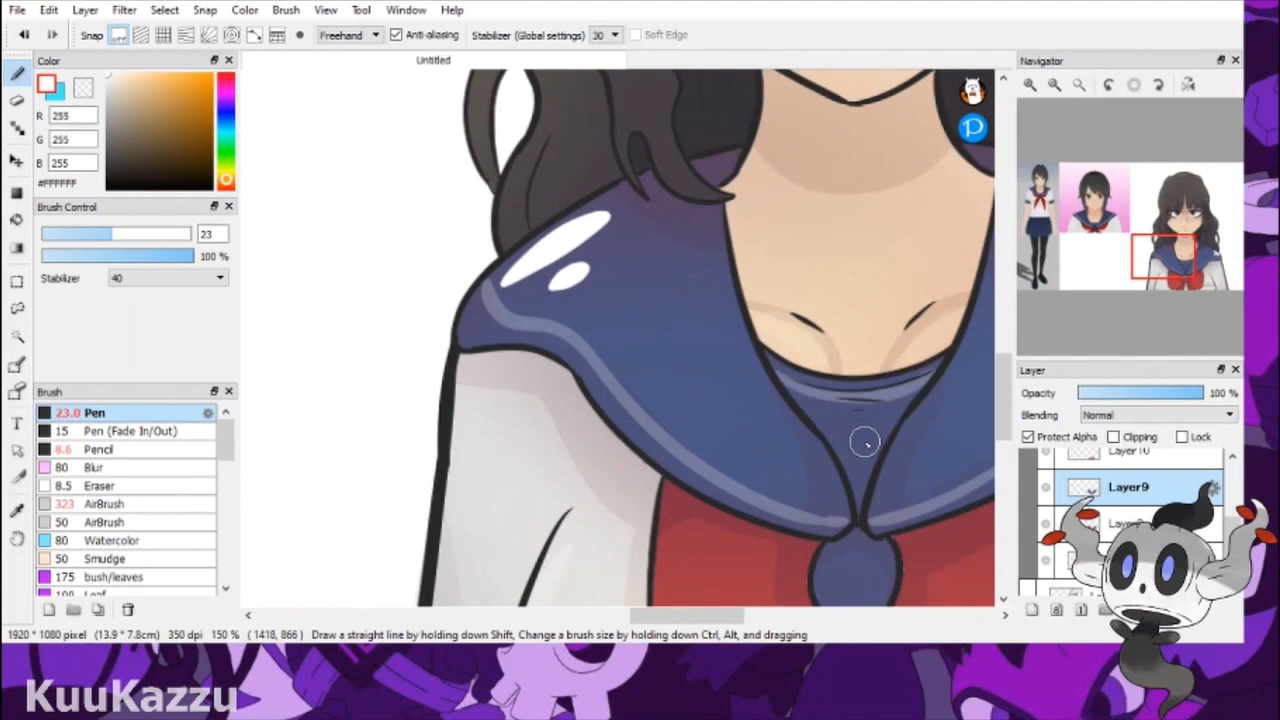 File Edit Layer Filter Select Snap Color Brush View Tool Window Help
Snap Freehand Anti-aliasing Stabilizer (Global settings) 30 Soft Edge
Color Untitled Navigator
R 255
G 255
B 255
#FFFFFF
Brush Control
23
100 %
Stabilizer 40
Layer
Opacity 100 %
Blending Normal
Protect Alpha Clipping Lock
Layer10
Layer9
Brush
23.0 Pen
15 Pen (Fade In/Out)
8.6 Pencil
80 Blur
8.5 Eraser
323 AirBrush
50 AirBrush
80 Watercolor
50 Smudge
175 bush/leaves
1920 * 1080 pixel (13.9 * 7.8cm) 350 dpi 150 % ( 1418, 866 ) Draw a straight line by holding down Shift, Change a brush size by holding down Ctrl, Alt, and dragging
KuuKazzu